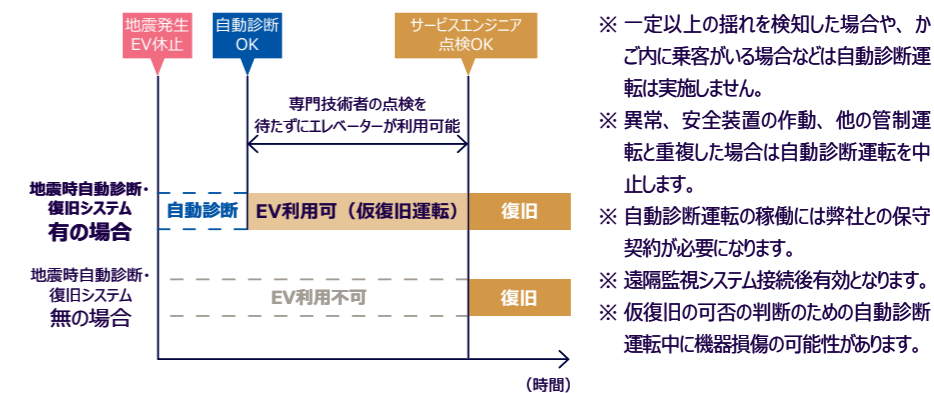 地震発生
EV休止
自動診断
OK
サービスエンジニア
点検OK
専門技術者の点検を
待たずにエレベーターが利用可能
地震時自動診断・
復旧システム
有の場合
自動診断
EV利用可（仮復旧運転）
復旧
地震時自動診断・
復旧システム
無の場合
EV利用不可
復旧
（時間）
※ 一定以上の揺れを検知した場合や、か
ご内に乗客がいる場合などは自動診断運
転は実施しません。
※ 異常、安全装置の作動、他の管制運
転と重複した場合は自動診断運転を中
止します。
※ 自動診断運転の稼働には弊社との保守
契約が必要になります。
※ 遠隔監視システム接続後有効となります。
※ 仮復旧の可否の判断のための自動診断
運転中に機器損傷の可能性があります。